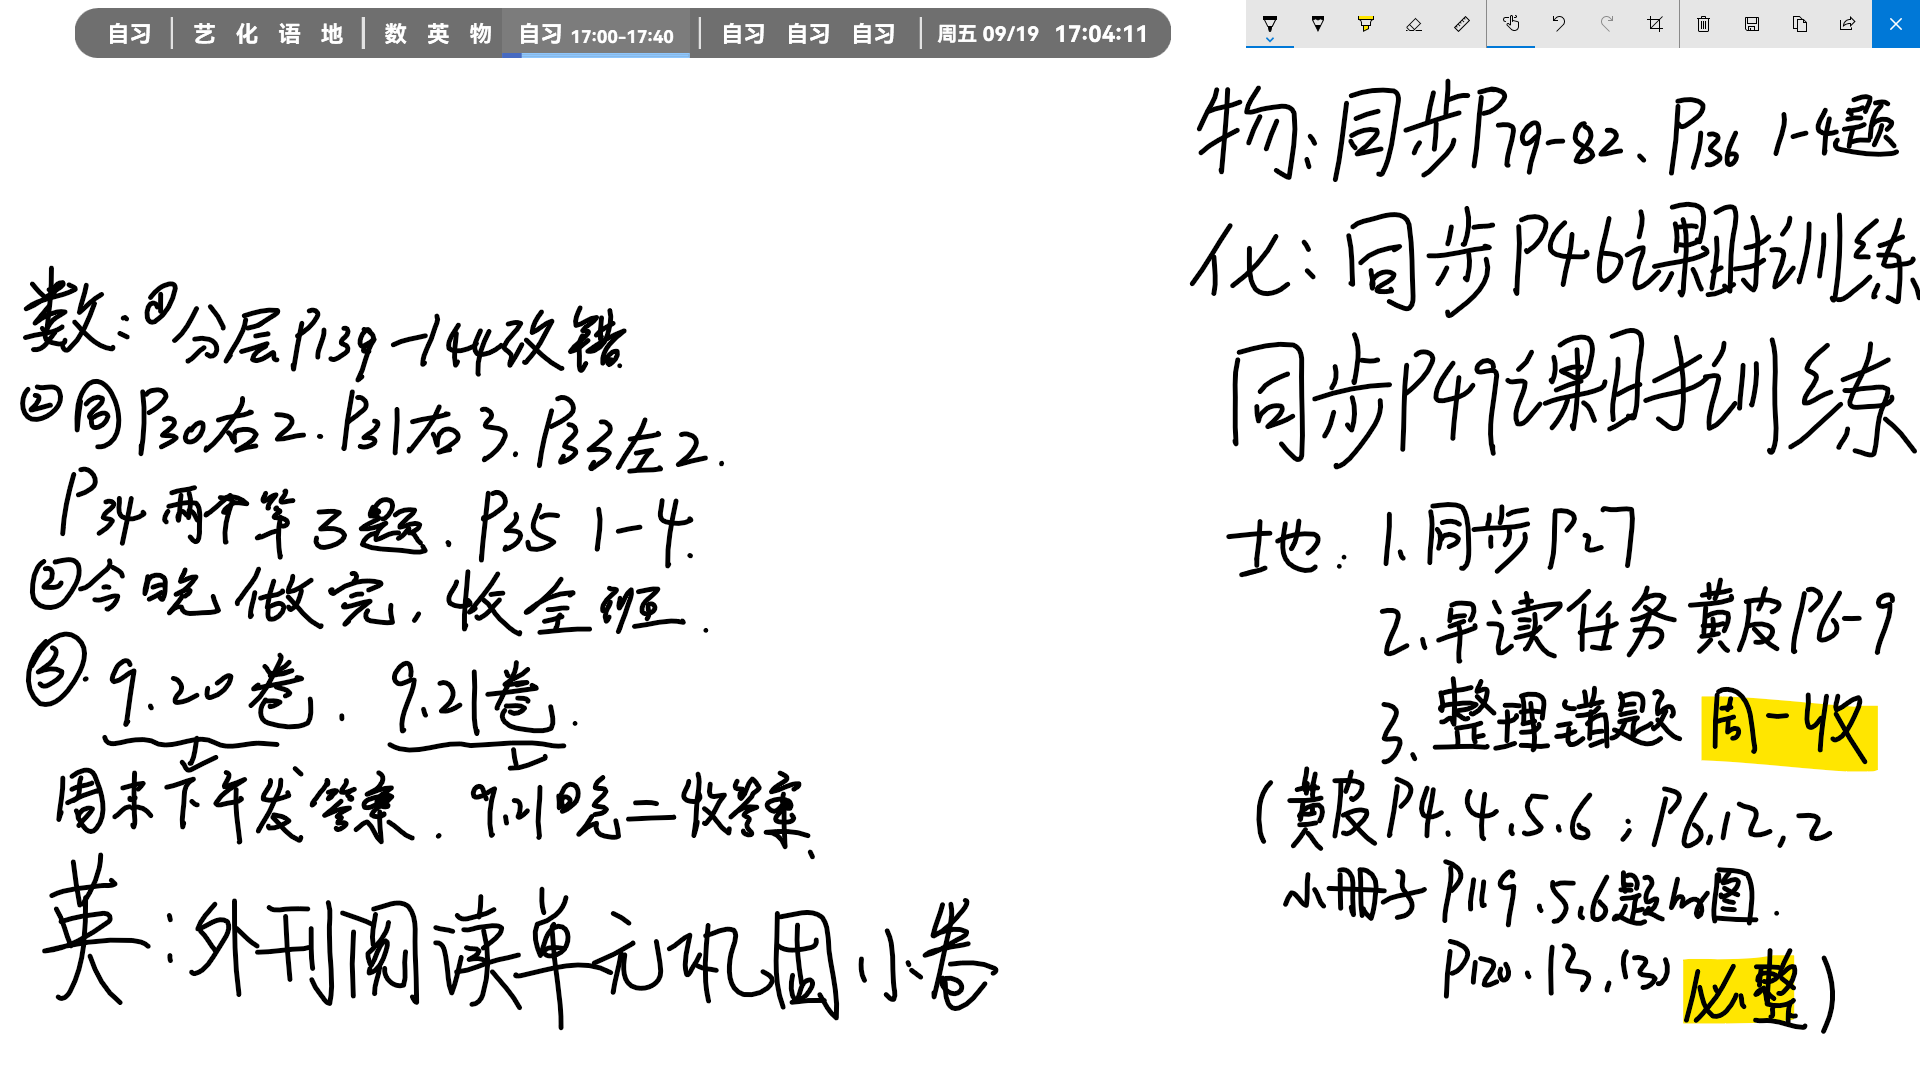 自习 | 艺 化 语 地 | 数 英 物 自习 17:00-17:40 | 自习 自习 自习 | 周五 09/19 17:04:11
数:①分层P139-144改错.
②同P30右2.P31右3.P33左2.
P34两个第3题.P35 1-4.
②今日晚做完,收全班.
③.9.20卷.9.21卷.
周末下午发答案.9.21日晚二收答案.
英:外刊阅读单元巩固小卷
物:同步P79-82、P136 1-4题
化:同步P46课时训练
同步P49课时训练
地:1、同步P27
2、早读任务黄皮P6-9
3、整理错题 周一收
(黄皮P4.4.5.6;P6.12,2
小册子P119.5.6题的图.
P120.13,(3)必整)